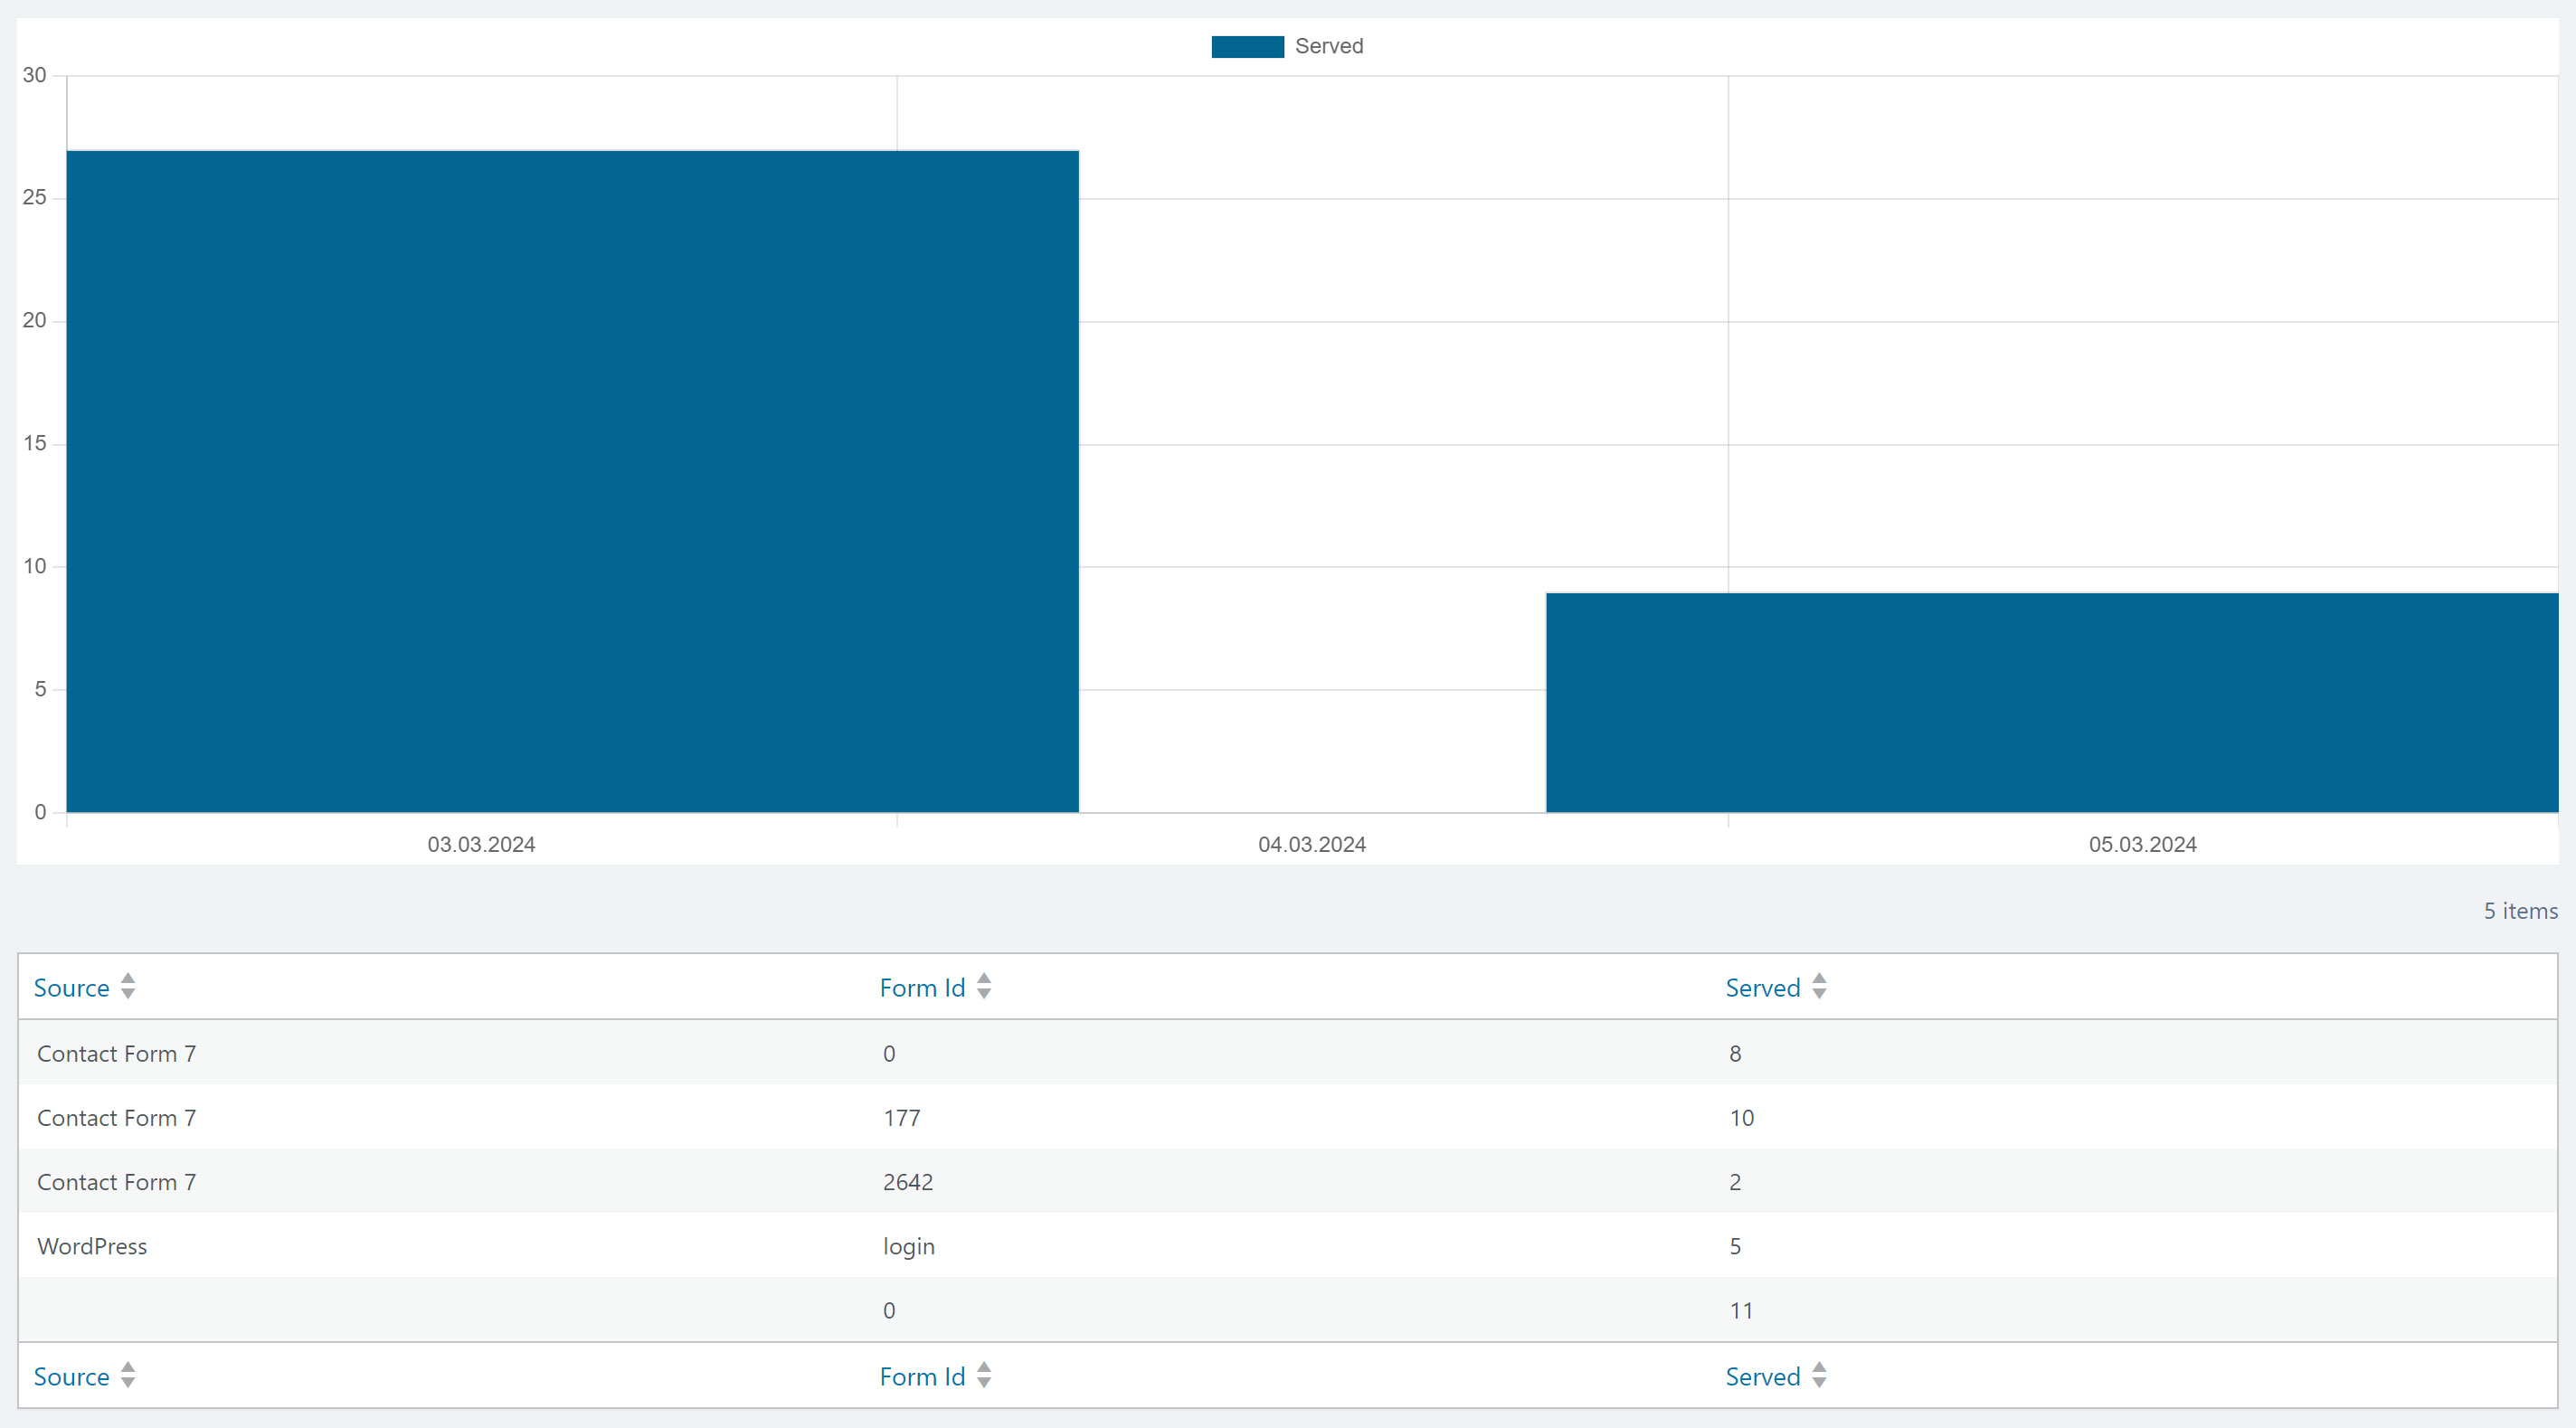 Served
30
25
20
15
10
5
0
03.03.2024 04.03.2024 05.03.2024
5 items
Source Form Id Served
Contact Form 7 0 8
Contact Form 7 177 10
Contact Form 7 2642 2
WordPress login 5
0 11
Source Form Id Served